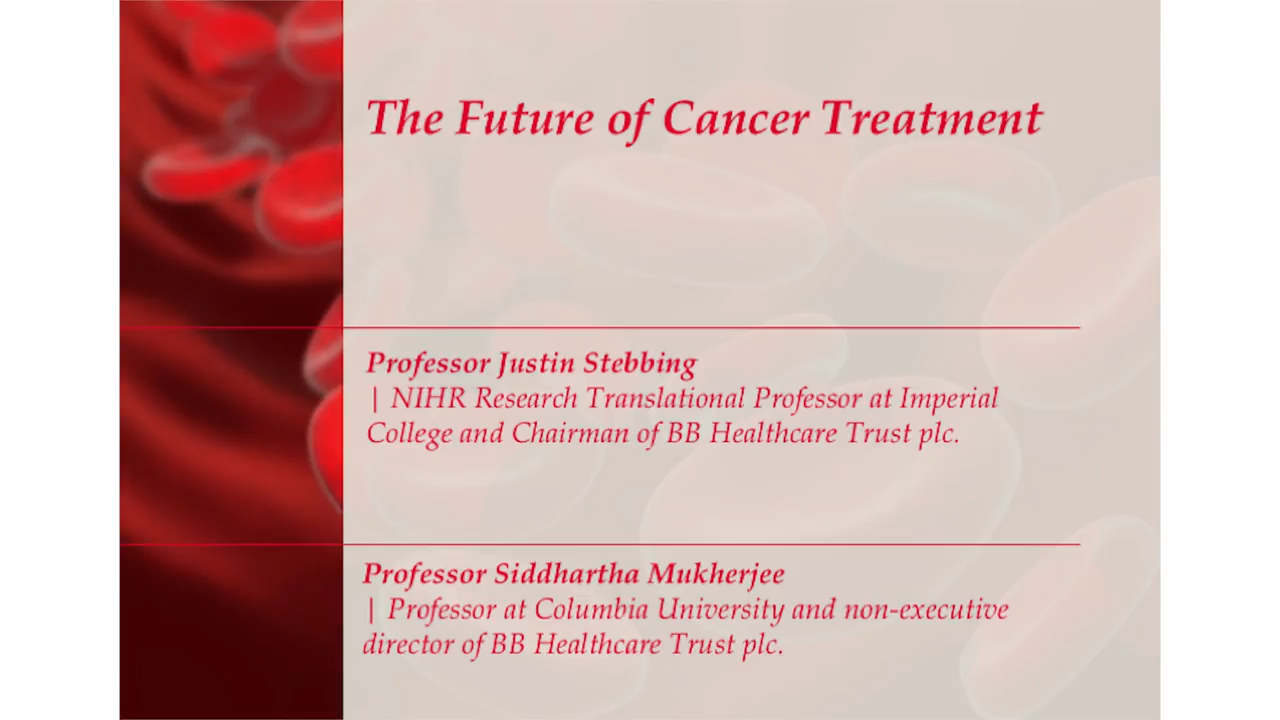 The Future of Cancer Treatment
Professor Justin Stebbing
| NIHR Research Translational Professor at Imperial
College and Chairman of BB Healthcare Trust plc.
Professor Siddhartha Mukherjee
| Professor at Columbia University and non-executive
director of BB Healthcare Trust plc.